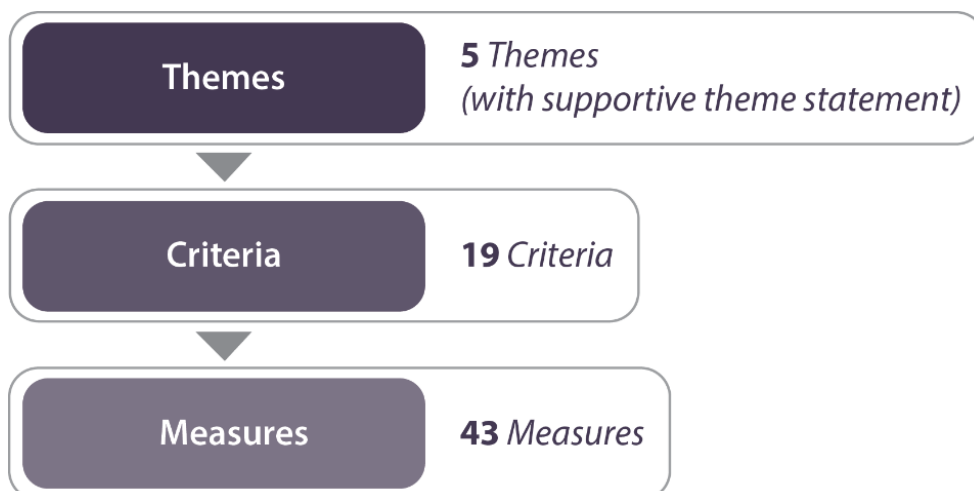 Themes
5 Themes
(with supportive theme statement)
Criteria
19 Criteria
Measures
43 Measures